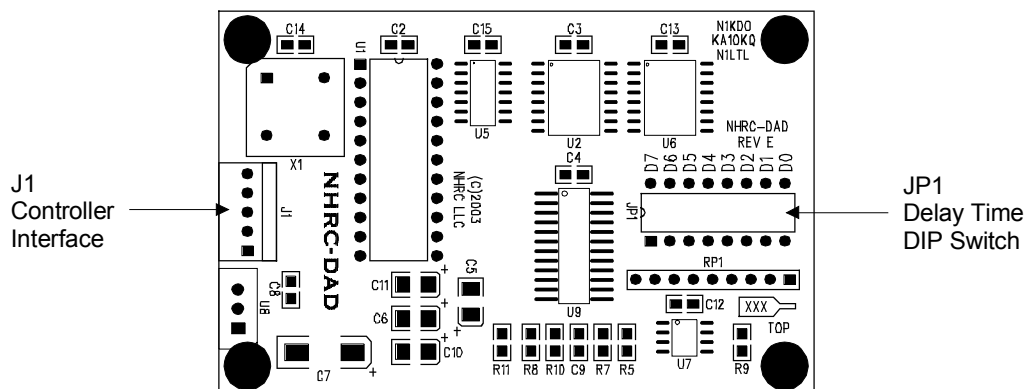 C14
U1
C2
C15
C3
C13
N1KDO
KA1OKQ
N1LTL
U5
U2
U6
NHRC-DAD
REV E
C4
D7 D6 D5 D4 D3 D2 D1 D0
X1
J1
Controller
Interface
J1
NHRC-DAD
(C)2003
NHRC LLC
JP1
JP1
Delay Time
DIP Switch
RP1
C8
U8
C11
+
C5
C6
+
+
U9
C12
XXX
TOP
C10
+
C7
+
U7
R11
R8
R10
C9
R7
R5
R9